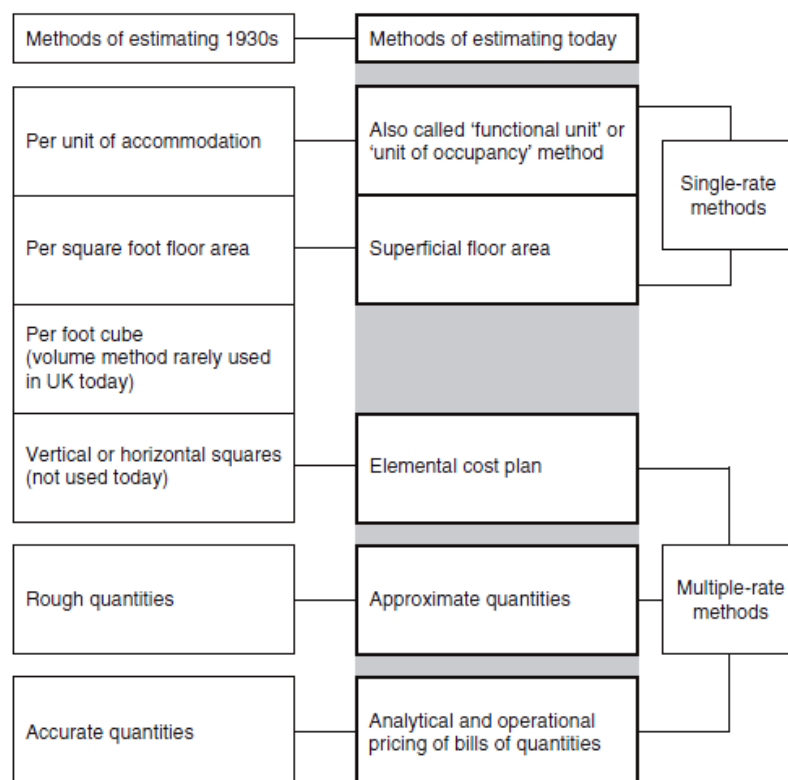 Methods of estimating 1930s
Methods of estimating today
Per unit of accommodation
Also called ‘functional unit’ or
‘unit of occupancy’ method
Single-rate
methods
Per square foot floor area
Superficial floor area
Per foot cube
(volume method rarely used
in UK today)
Vertical or horizontal squares
(not used today)
Elemental cost plan
Rough quantities
Approximate quantities
Multiple-rate
methods
Accurate quantities
Analytical and operational
pricing of bills of quantities